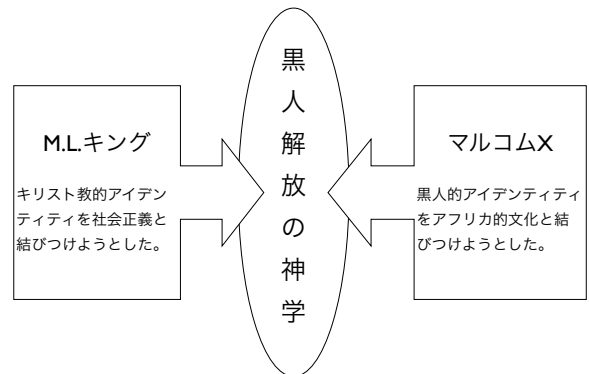 M.L.キング
キリスト教的アイデン
ティティを社会正義と
結びつけようとした。
黒人解放の神学
マルコムX
黒人的アイデンティティ
をアフリカ的文化と結
びつけようとした。